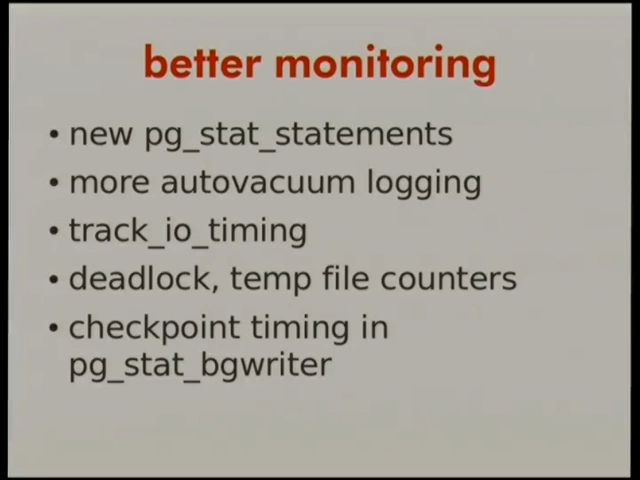 better monitoring
• new pg_stat_statements
• more autovacuum logging
• track_io_timing
• deadlock, temp file counters
• checkpoint timing in
pg_stat_bgwriter